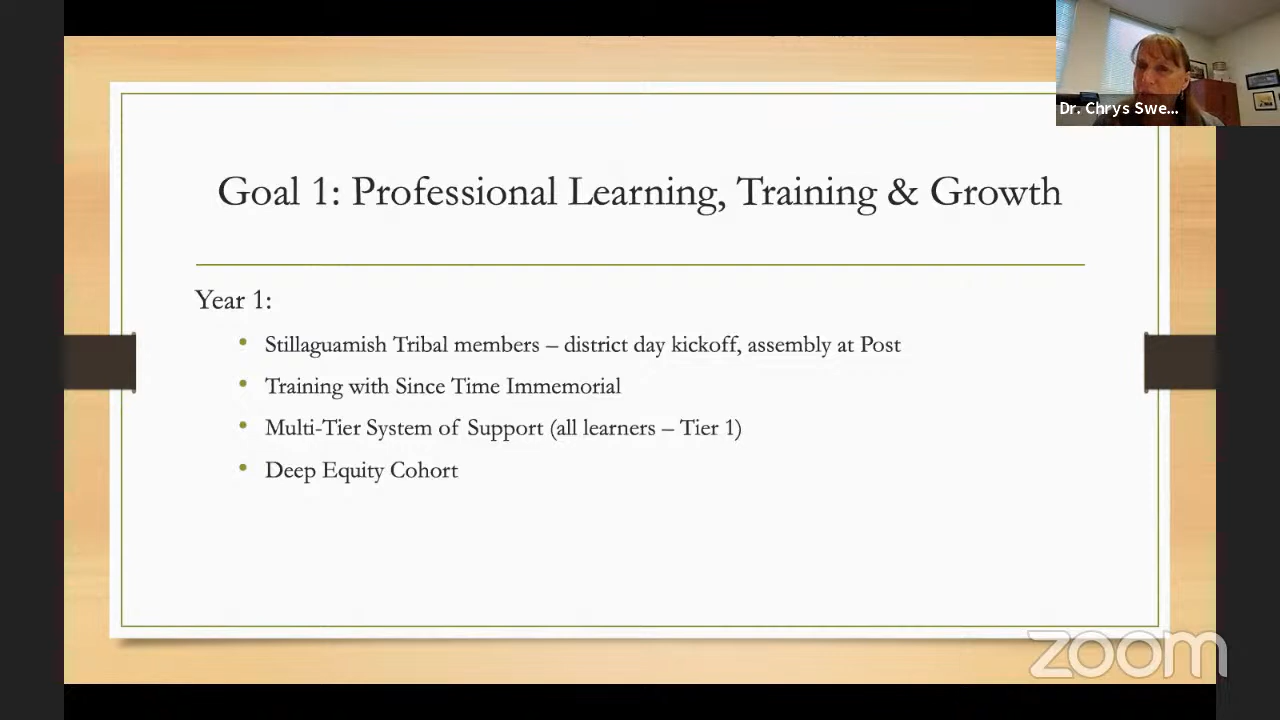 Dr. Chrys Swe...
Goal 1: Professional Learning, Training & Growth
Year 1:
• Stillaguamish Tribal members – district day kickoff, assembly at Post
• Training with Since Time Immemorial
• Multi-Tier System of Support (all learners – Tier 1)
• Deep Equity Cohort
zoom